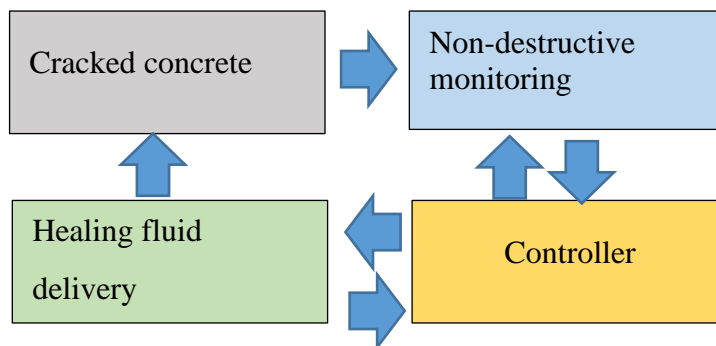 Cracked concrete
Non-destructive
monitoring
Healing fluid
delivery
Controller